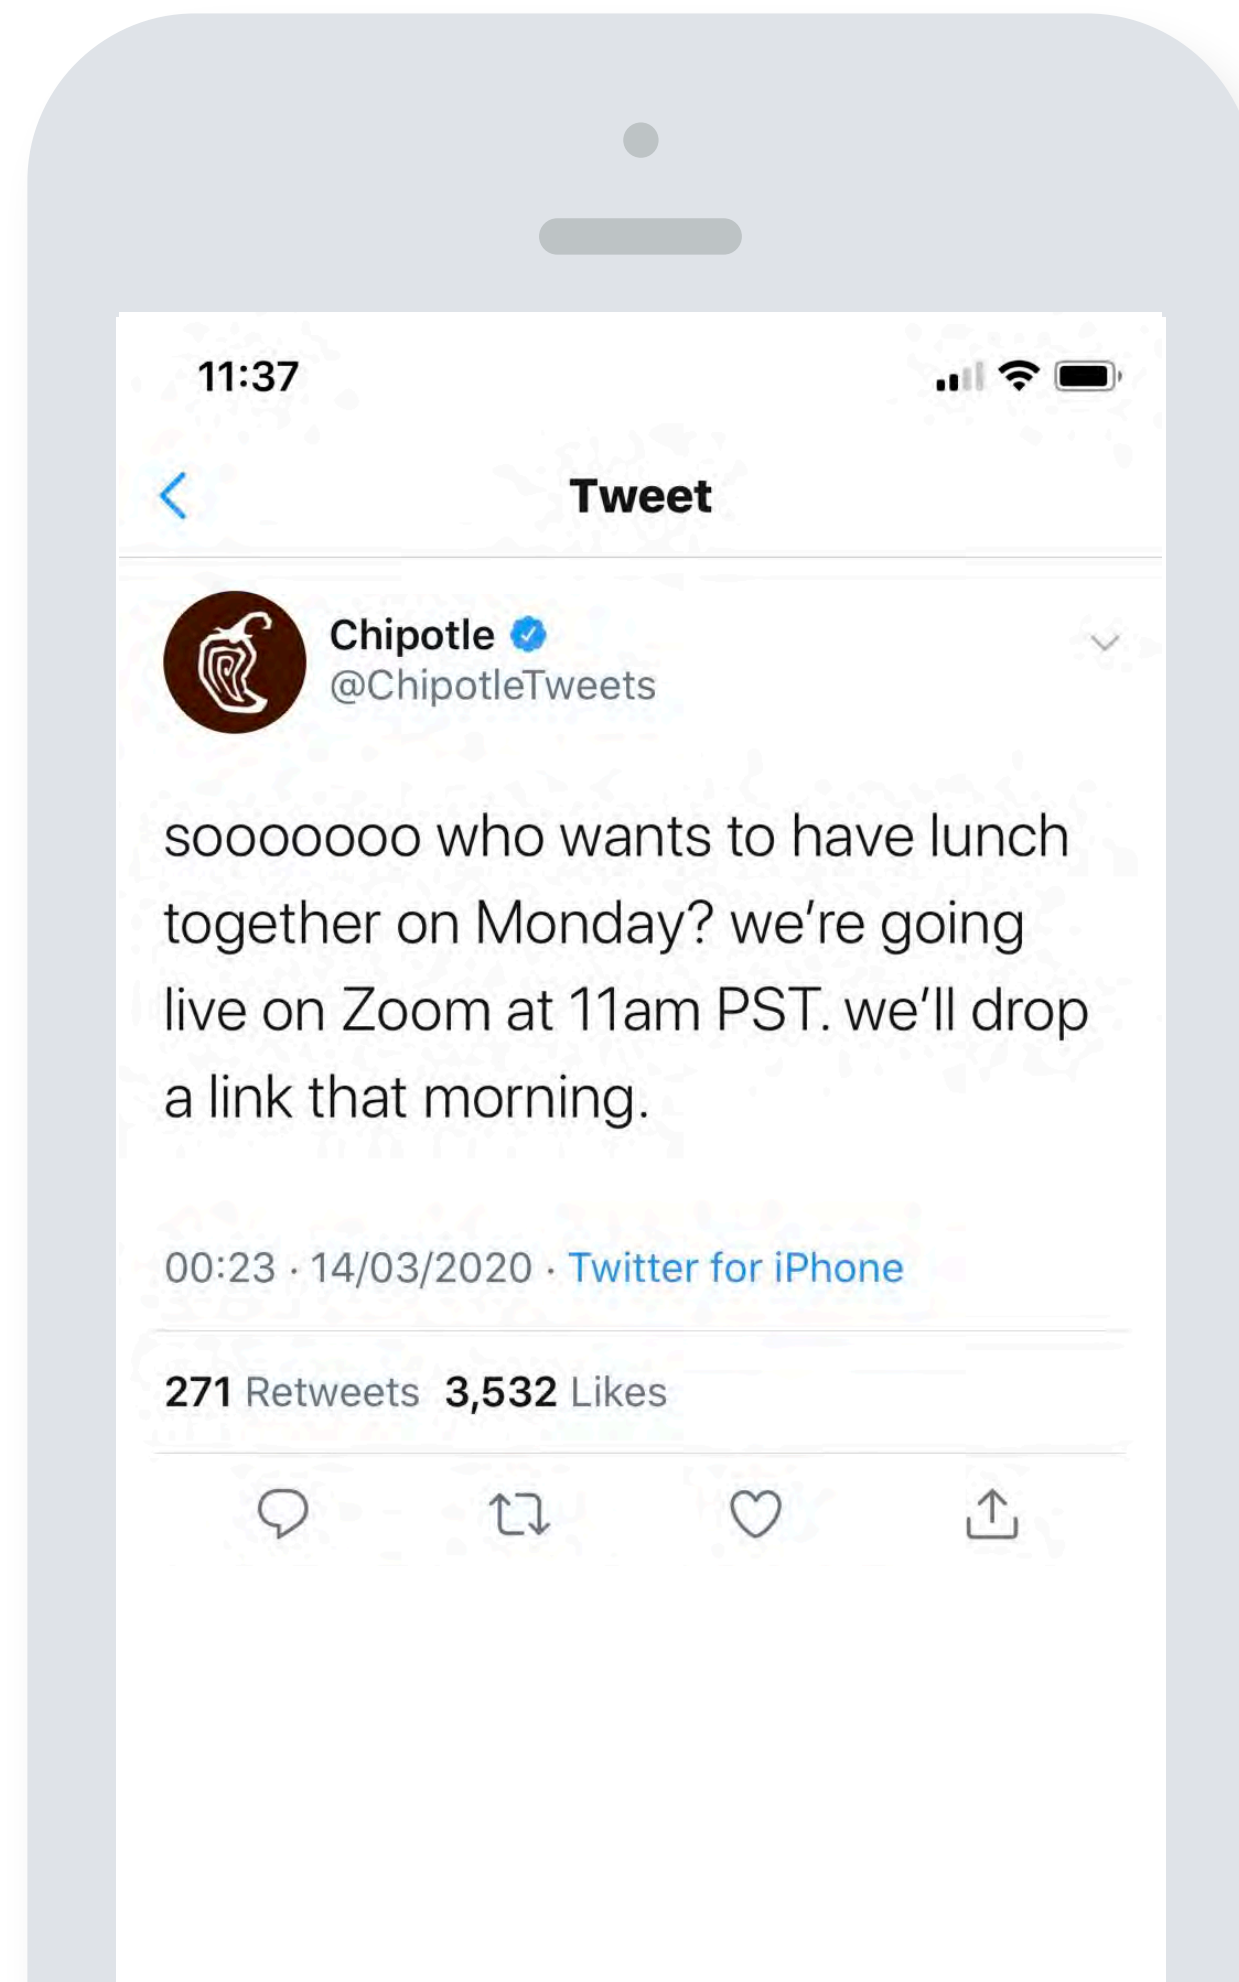 11:37
Tweet
Chipotle
@ChipotleTweets
sooooooo who wants to have lunch
together on Monday? we’re going
live on Zoom at 11am PST. we’ll drop
a link that morning.
00:23 · 14/03/2020 · Twitter for iPhone
271 Retweets 3,532 Likes